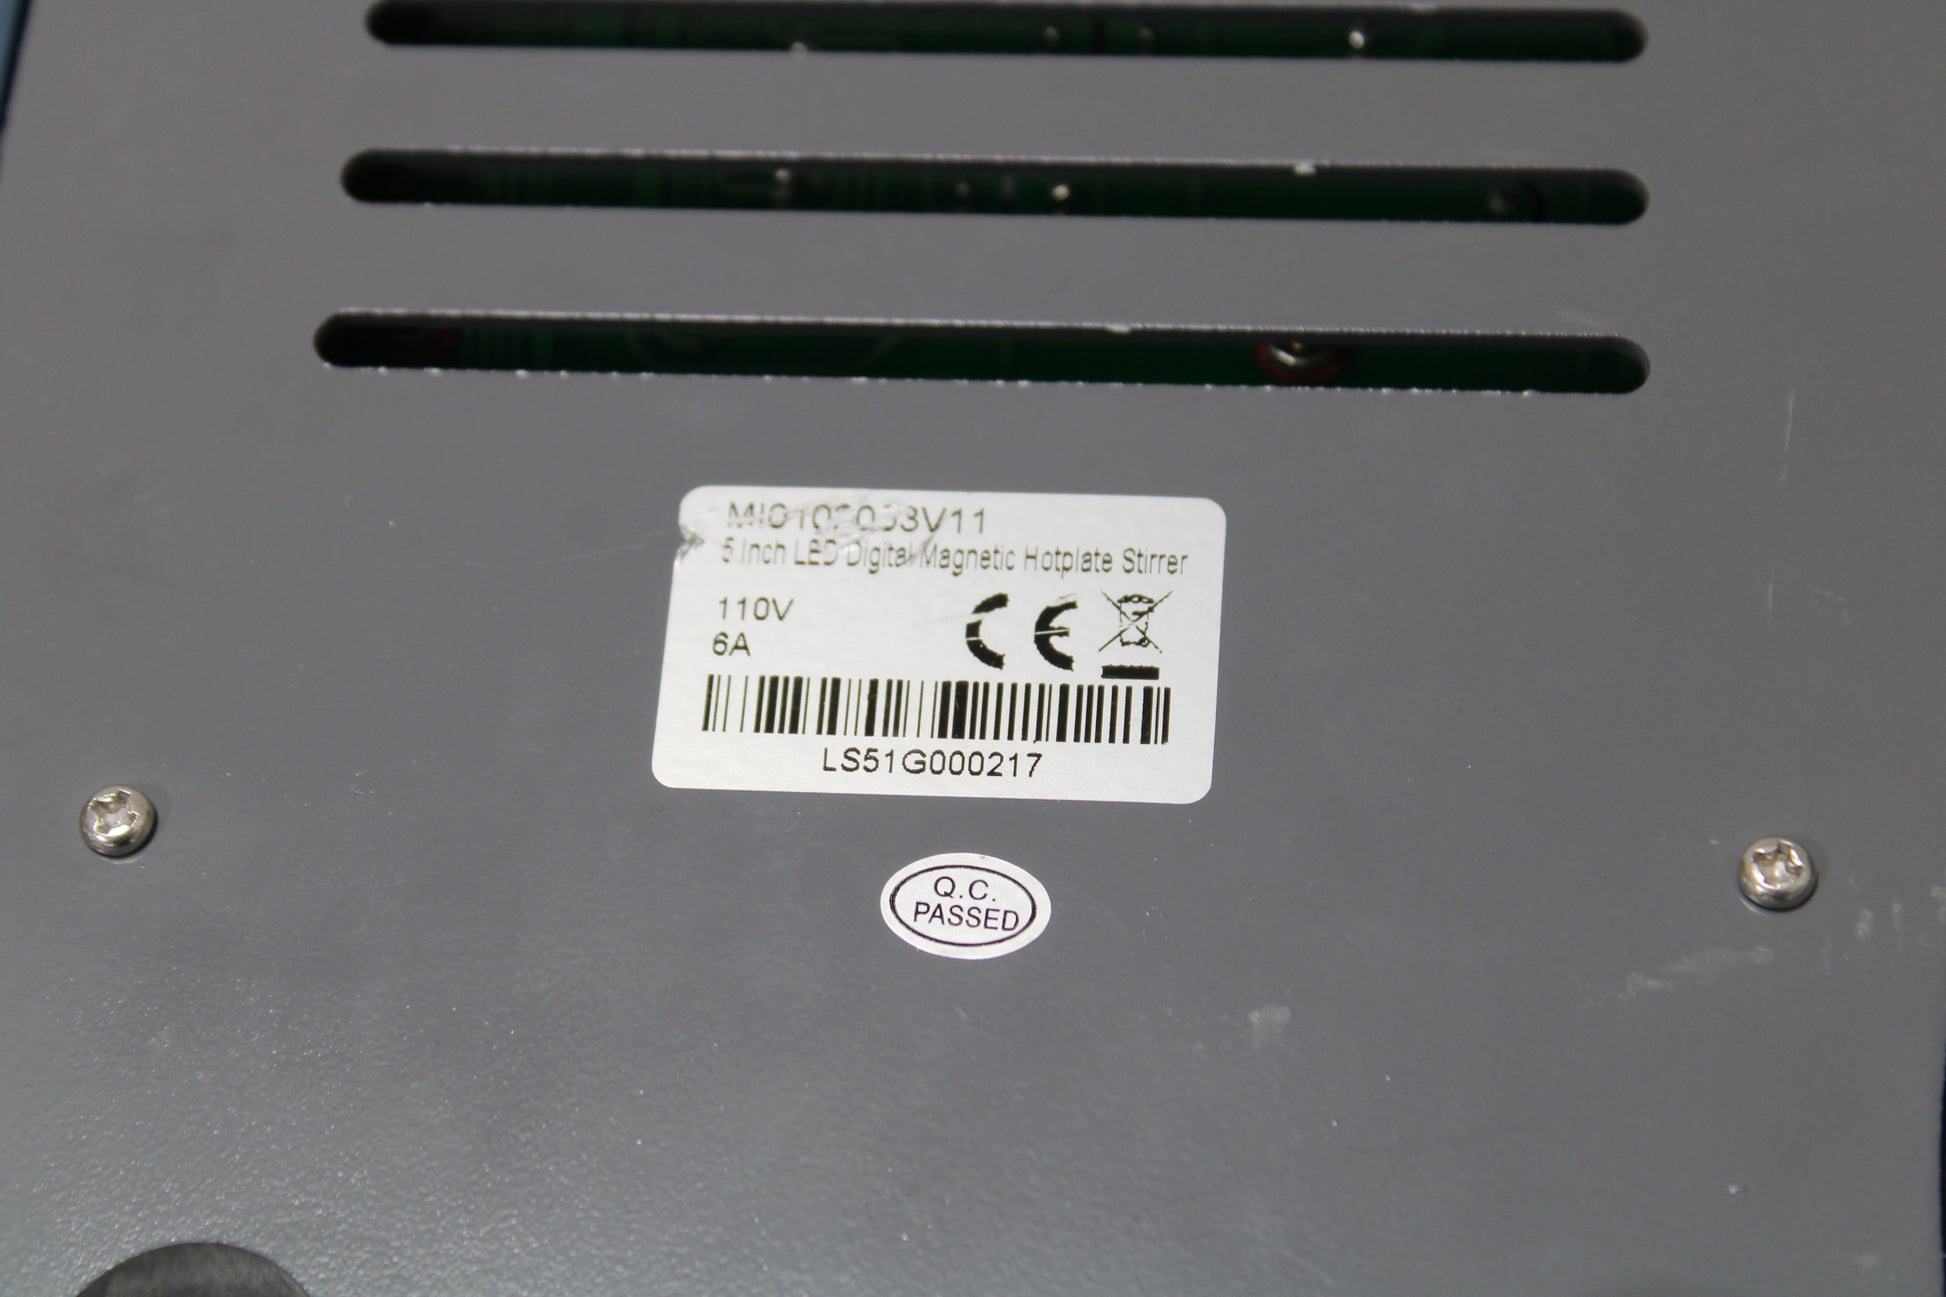 5 Inch LED Digital Magnetic Hotplate Stirrer
110V
6A
CE
LS51G000217
Q.C.
PASSED